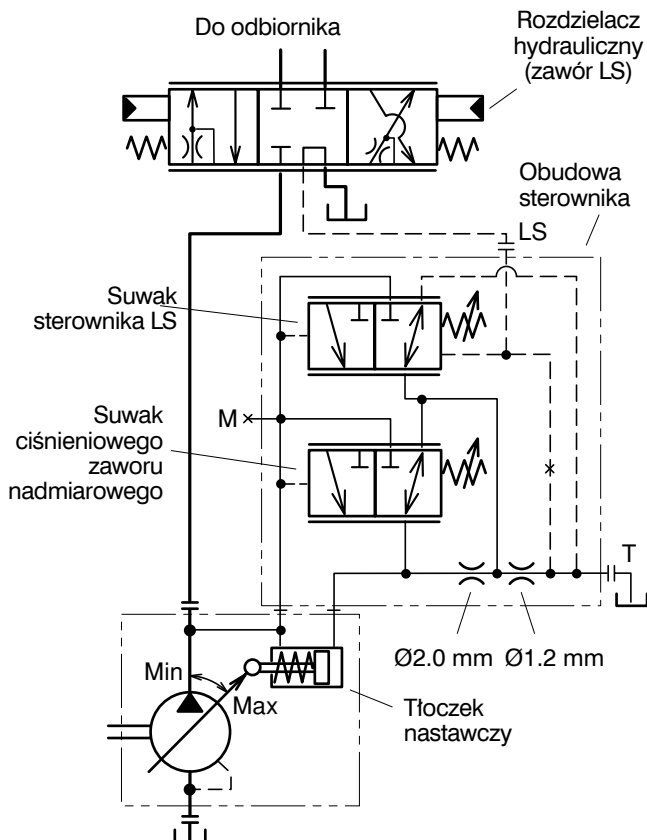 Do odbiornika
Rozdzielacz
hydrauliczny
(zawór LS)
Obudowa
sterownika
LS
Suwak
sterownika LS
M
Suwak
ciśnieniowego
zaworu
nadmiarowego
T
Ø2.0 mm
Ø1.2 mm
Min
Max
Tłoczek
nastawczy